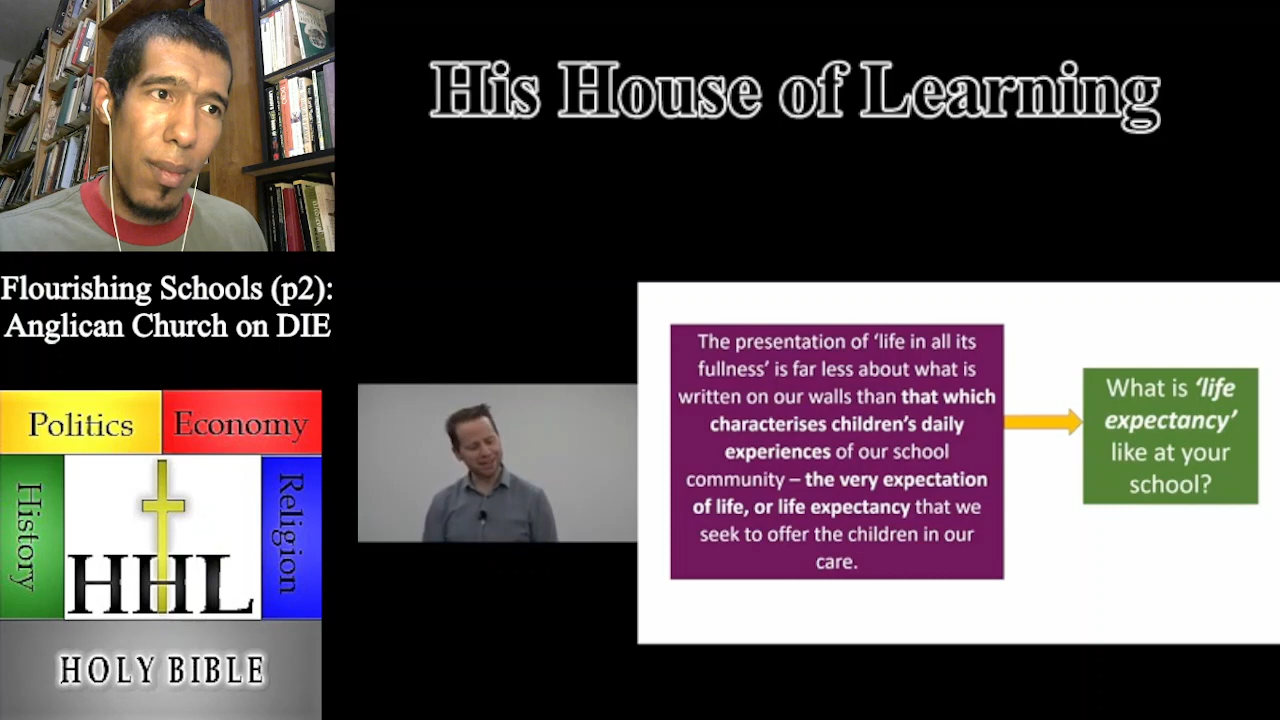 His House of Learning
Flourishing Schools (p2):
Anglican Church on DIE
Politics
Economy
History
Religion
HHL
HOLY BIBLE
The presentation of ‘life in all its
fullness’ is far less about what is
written on our walls than that which
characterises children’s daily
experiences of our school
community – the very expectation
of life, or life expectancy that we
seek to offer the children in our
care.
What is ‘life
expectancy’
like at your
school?